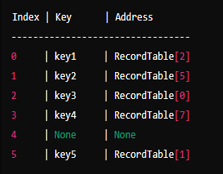 Index | Key | Address
---------------------------------
0 | key1 | RecordTable[2]
1 | key2 | RecordTable[5]
2 | key3 | RecordTable[0]
3 | key4 | RecordTable[7]
4 | None | None
5 | key5 | RecordTable[1]